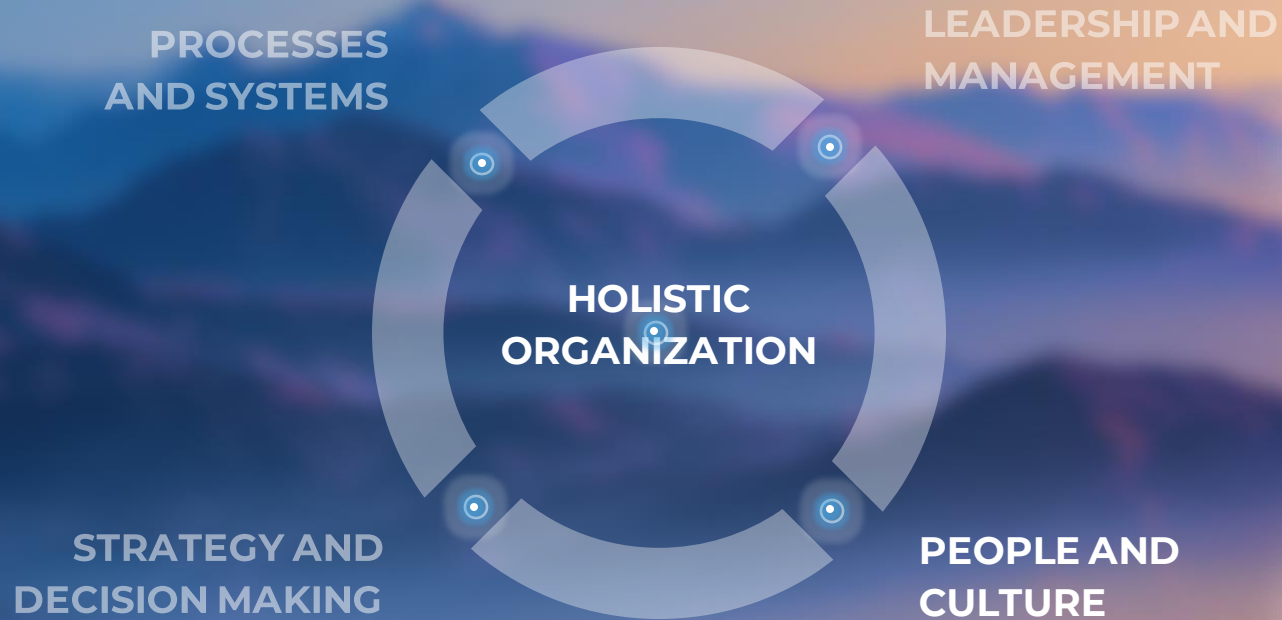 PROCESSES
AND SYSTEMS
LEADERSHIP AND
MANAGEMENT
HOLISTIC
ORGANIZATION
STRATEGY AND
DECISION MAKING
PEOPLE AND
CULTURE